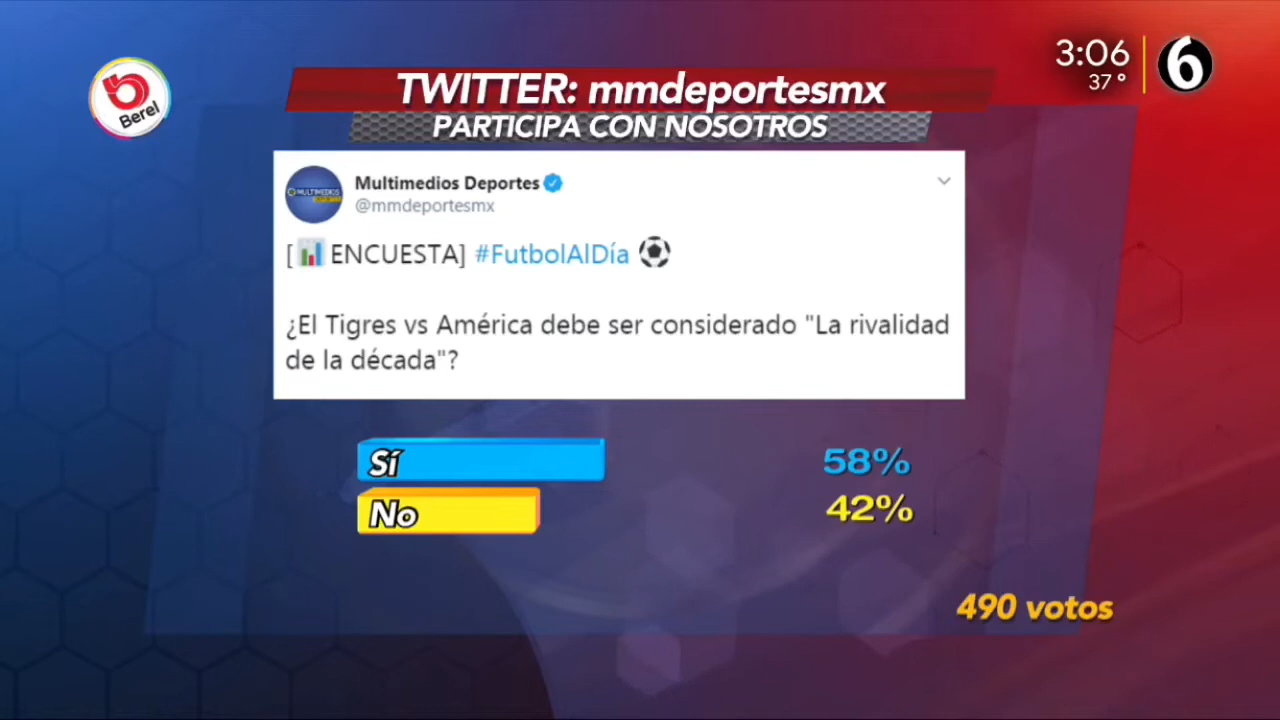 Berel
TWITTER: mmdeportesmx
PARTICIPA CON NOSOTROS
3:06
37 °
6
MULTIMEDIOS
Multimedios Deportes
@mmdeportesmx
[📊 ENCUESTA] #FutbolAlDía ⚽
¿El Tigres vs América debe ser considerado "La rivalidad
de la década"?
Sí 58%
No 42%
490 votos